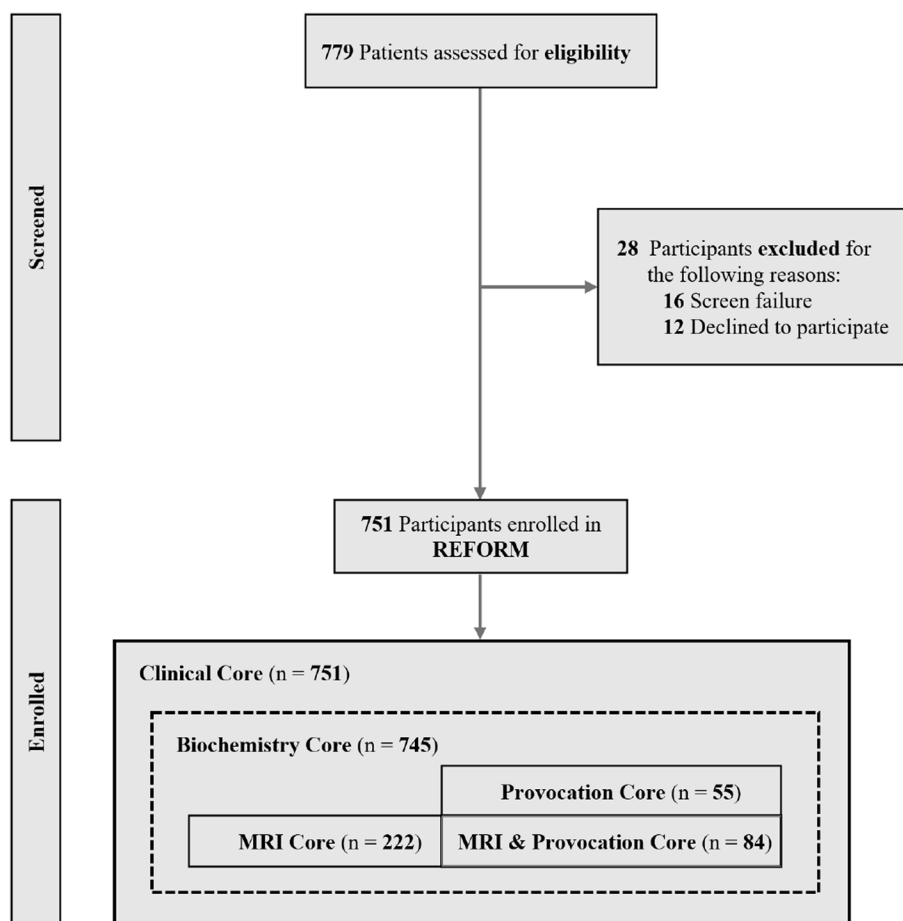 Screened
779 Patients assessed for eligibility
28 Participants excluded for
the following reasons:
16 Screen failure
12 Declined to participate
Enrolled
751 Participants enrolled in
REFORM
Clinical Core (n = 751)
Biochemistry Core (n = 745)
Provocation Core (n = 55)
MRI Core (n = 222)
MRI & Provocation Core (n = 84)